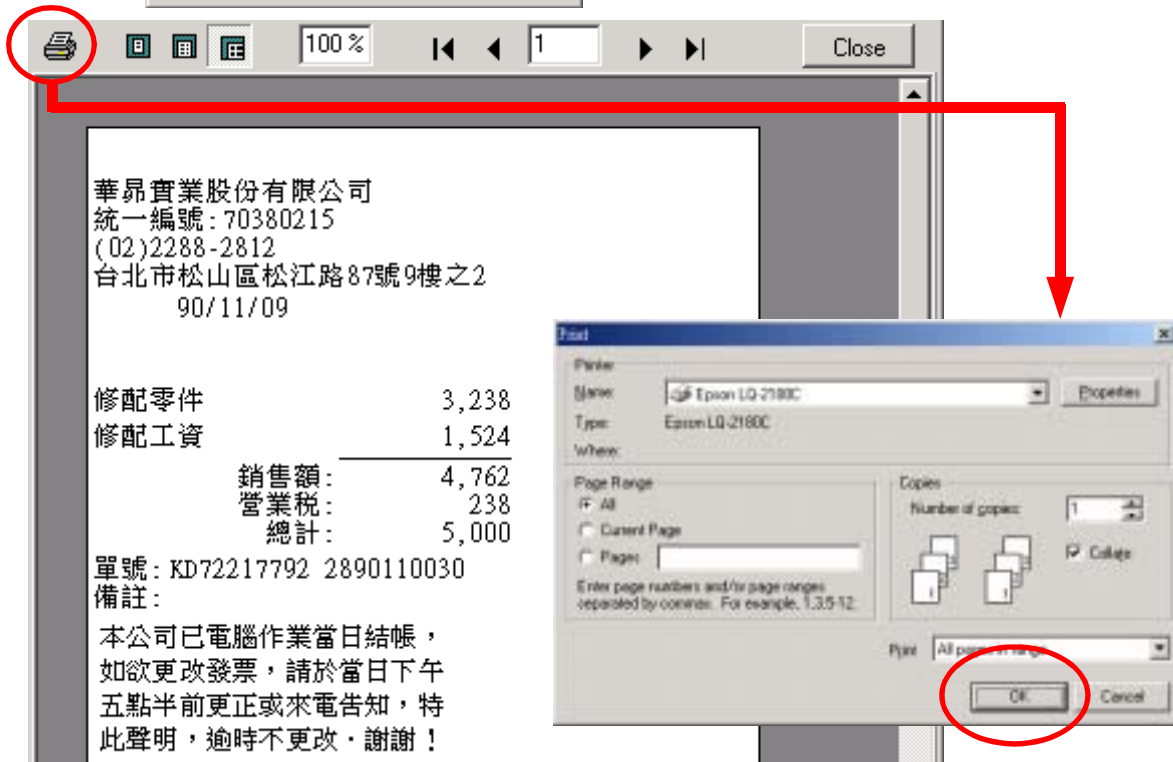 100 %
1
Close
華昴實業股份有限公司
統一編號:70380215
(02)2288-2812
台北市松山區松江路87號9樓之2
90/11/09
修配零件 3,238
修配工資 1,524
銷售額: 4,762
營業稅: 238
總計: 5,000
單號:KD72217792 2890110030
備註:
本公司已電腦作業當日結帳,
如欲更改發票,請於當日下午
五點半前更正或來電告知,特
此聲明,逾時不更改.謝謝!
Print
Printer
Name: Epson LQ-2180C Properties
Type: Epson LQ-2180C
Where:
Page Range
All
Current Page
Pages
Enter page numbers and/or page ranges
separated by commas. For example, 1,3,5-12
Copies
Number of copies: 1
Collate
Print All pages in range
OK Cancel